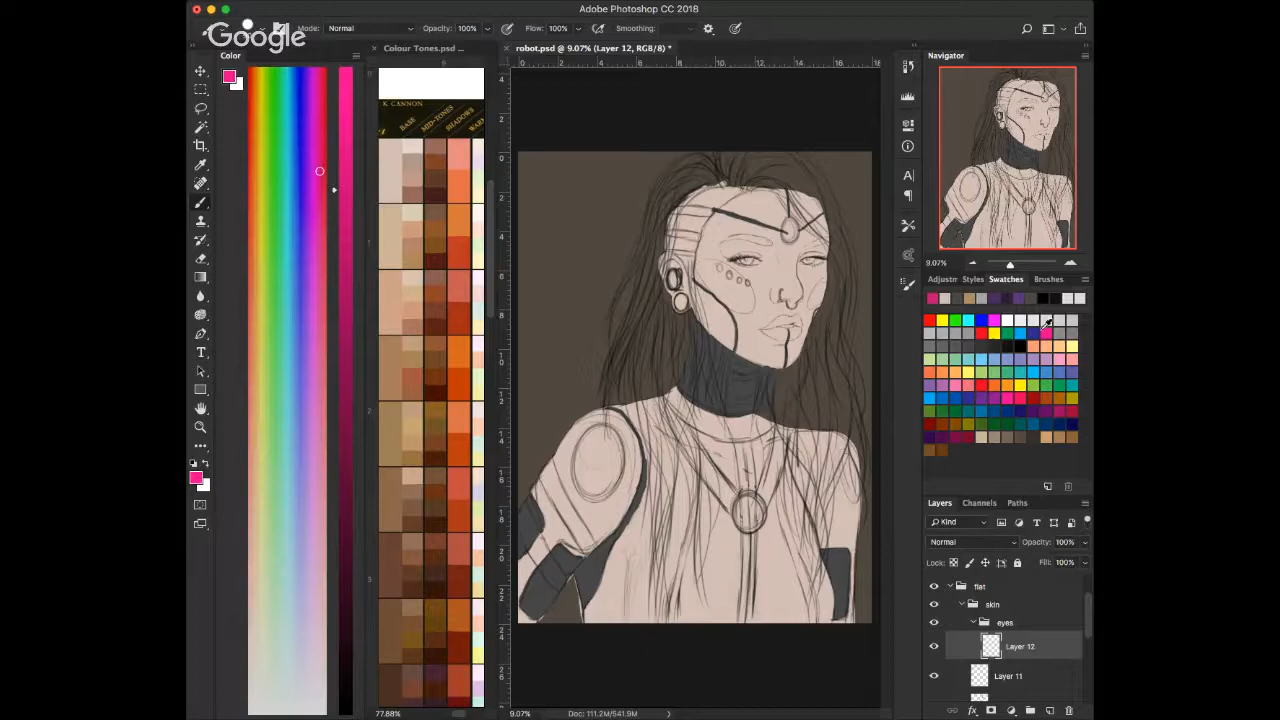 Adobe Photoshop CC 2018
Google
Mode: Normal
Opacity: 100%
Flow: 100%
Smoothing:
Color
Colour Tones.psd ...
robot.psd @ 9.07% (Layer 12, RGB/8) *
K CANNON
BASE
MID-TONES
SHADOWS
Navigator
9.07%
Adjustm
Styles
Swatches
Brushes
Layers
Channels
Paths
Kind
Normal
Opacity: 100%
Lock:
Fill: 100%
flat
skin
eyes
Layer 12
Layer 11
77.88%
9.07%
Doc: 111.2M/541.9M